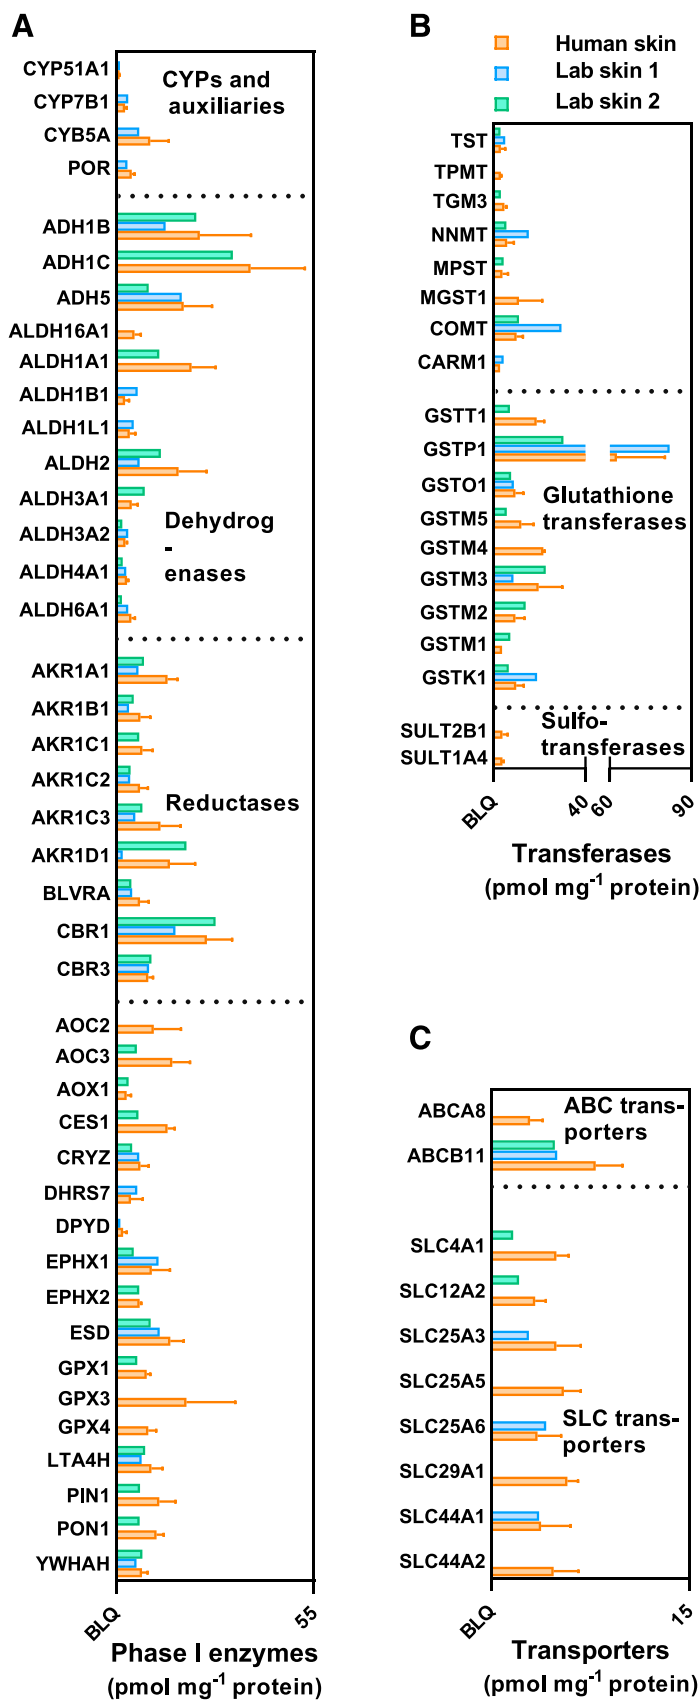 A
CYP51A1
CYP7B1
CYB5A
POR
CYPs and
auxiliaries
ADH1B
ADH1C
ADH5
ALDH16A1
ALDH1A1
ALDH1B1
ALDH1L1
ALDH2
ALDH3A1
ALDH3A2
ALDH4A1
ALDH6A1
Dehydrog
-
enases
AKR1A1
AKR1B1
AKR1C1
AKR1C2
AKR1C3
AKR1D1
BLVRA
CBR1
CBR3
Reductases
AOC2
AOC3
AOX1
CES1
CRYZ
DHRS7
DPYD
EPHX1
EPHX2
ESD
GPX1
GPX3
GPX4
LTA4H
PIN1
PON1
YWHAH
BLQ
55
Phase I enzymes
(pmol mg⁻¹ protein)
B
Human skin
Lab skin 1
Lab skin 2
TST
TPMT
TGM3
NNMT
MPST
MGST1
COMT
CARM1
GSTT1
GSTP1
GSTO1
GSTM5
GSTM4
GSTM3
GSTM2
GSTM1
GSTK1
Glutathione
transferases
SULT2B1
SULT1A4
Sulfo-
transferases
BLQ
40
60
90
Transferases
(pmol mg⁻¹ protein)
C
ABCA8
ABCB11
ABC trans-
porters
SLC4A1
SLC12A2
SLC25A3
SLC25A5
SLC25A6
SLC29A1
SLC44A1
SLC44A2
SLC trans-
porters
BLQ
15
Transporters
(pmol mg⁻¹ protein)